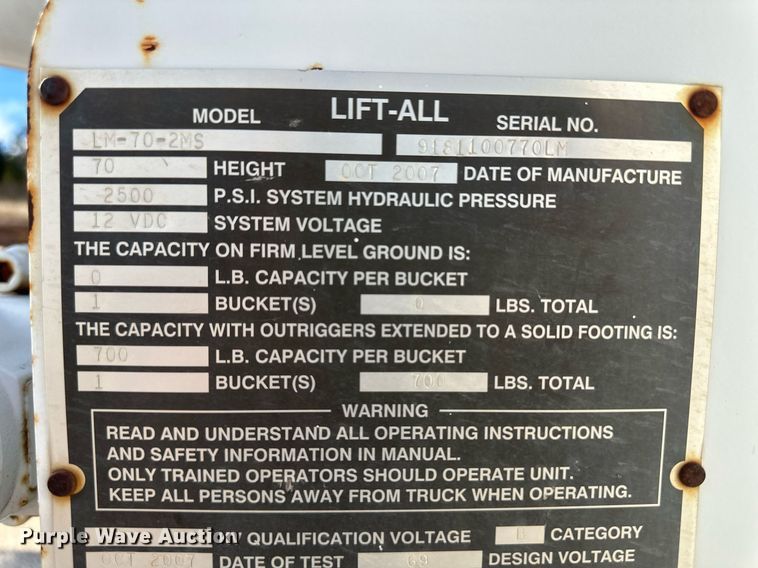 LIFT-ALL
MODEL SERIAL NO.
LM-70-2MS 9181100770LM
70 HEIGHT OCT 2007 DATE OF MANUFACTURE
2500 P.S.I. SYSTEM HYDRAULIC PRESSURE
12 VDC SYSTEM VOLTAGE
THE CAPACITY ON FIRM LEVEL GROUND IS:
0 L.B. CAPACITY PER BUCKET
1 BUCKET(S) 0 LBS. TOTAL
THE CAPACITY WITH OUTRIGGERS EXTENDED TO A SOLID FOOTING IS:
700 L.B. CAPACITY PER BUCKET
1 BUCKET(S) 700 LBS. TOTAL
WARNING
READ AND UNDERSTAND ALL OPERATING INSTRUCTIONS
AND SAFETY INFORMATION IN MANUAL.
ONLY TRAINED OPERATORS SHOULD OPERATE UNIT.
KEEP ALL PERSONS AWAY FROM TRUCK WHEN OPERATING.
QUALIFICATION VOLTAGE B CATEGORY
OCT 2007 DATE OF TEST 69 DESIGN VOLTAGE
Purple Wave Auction